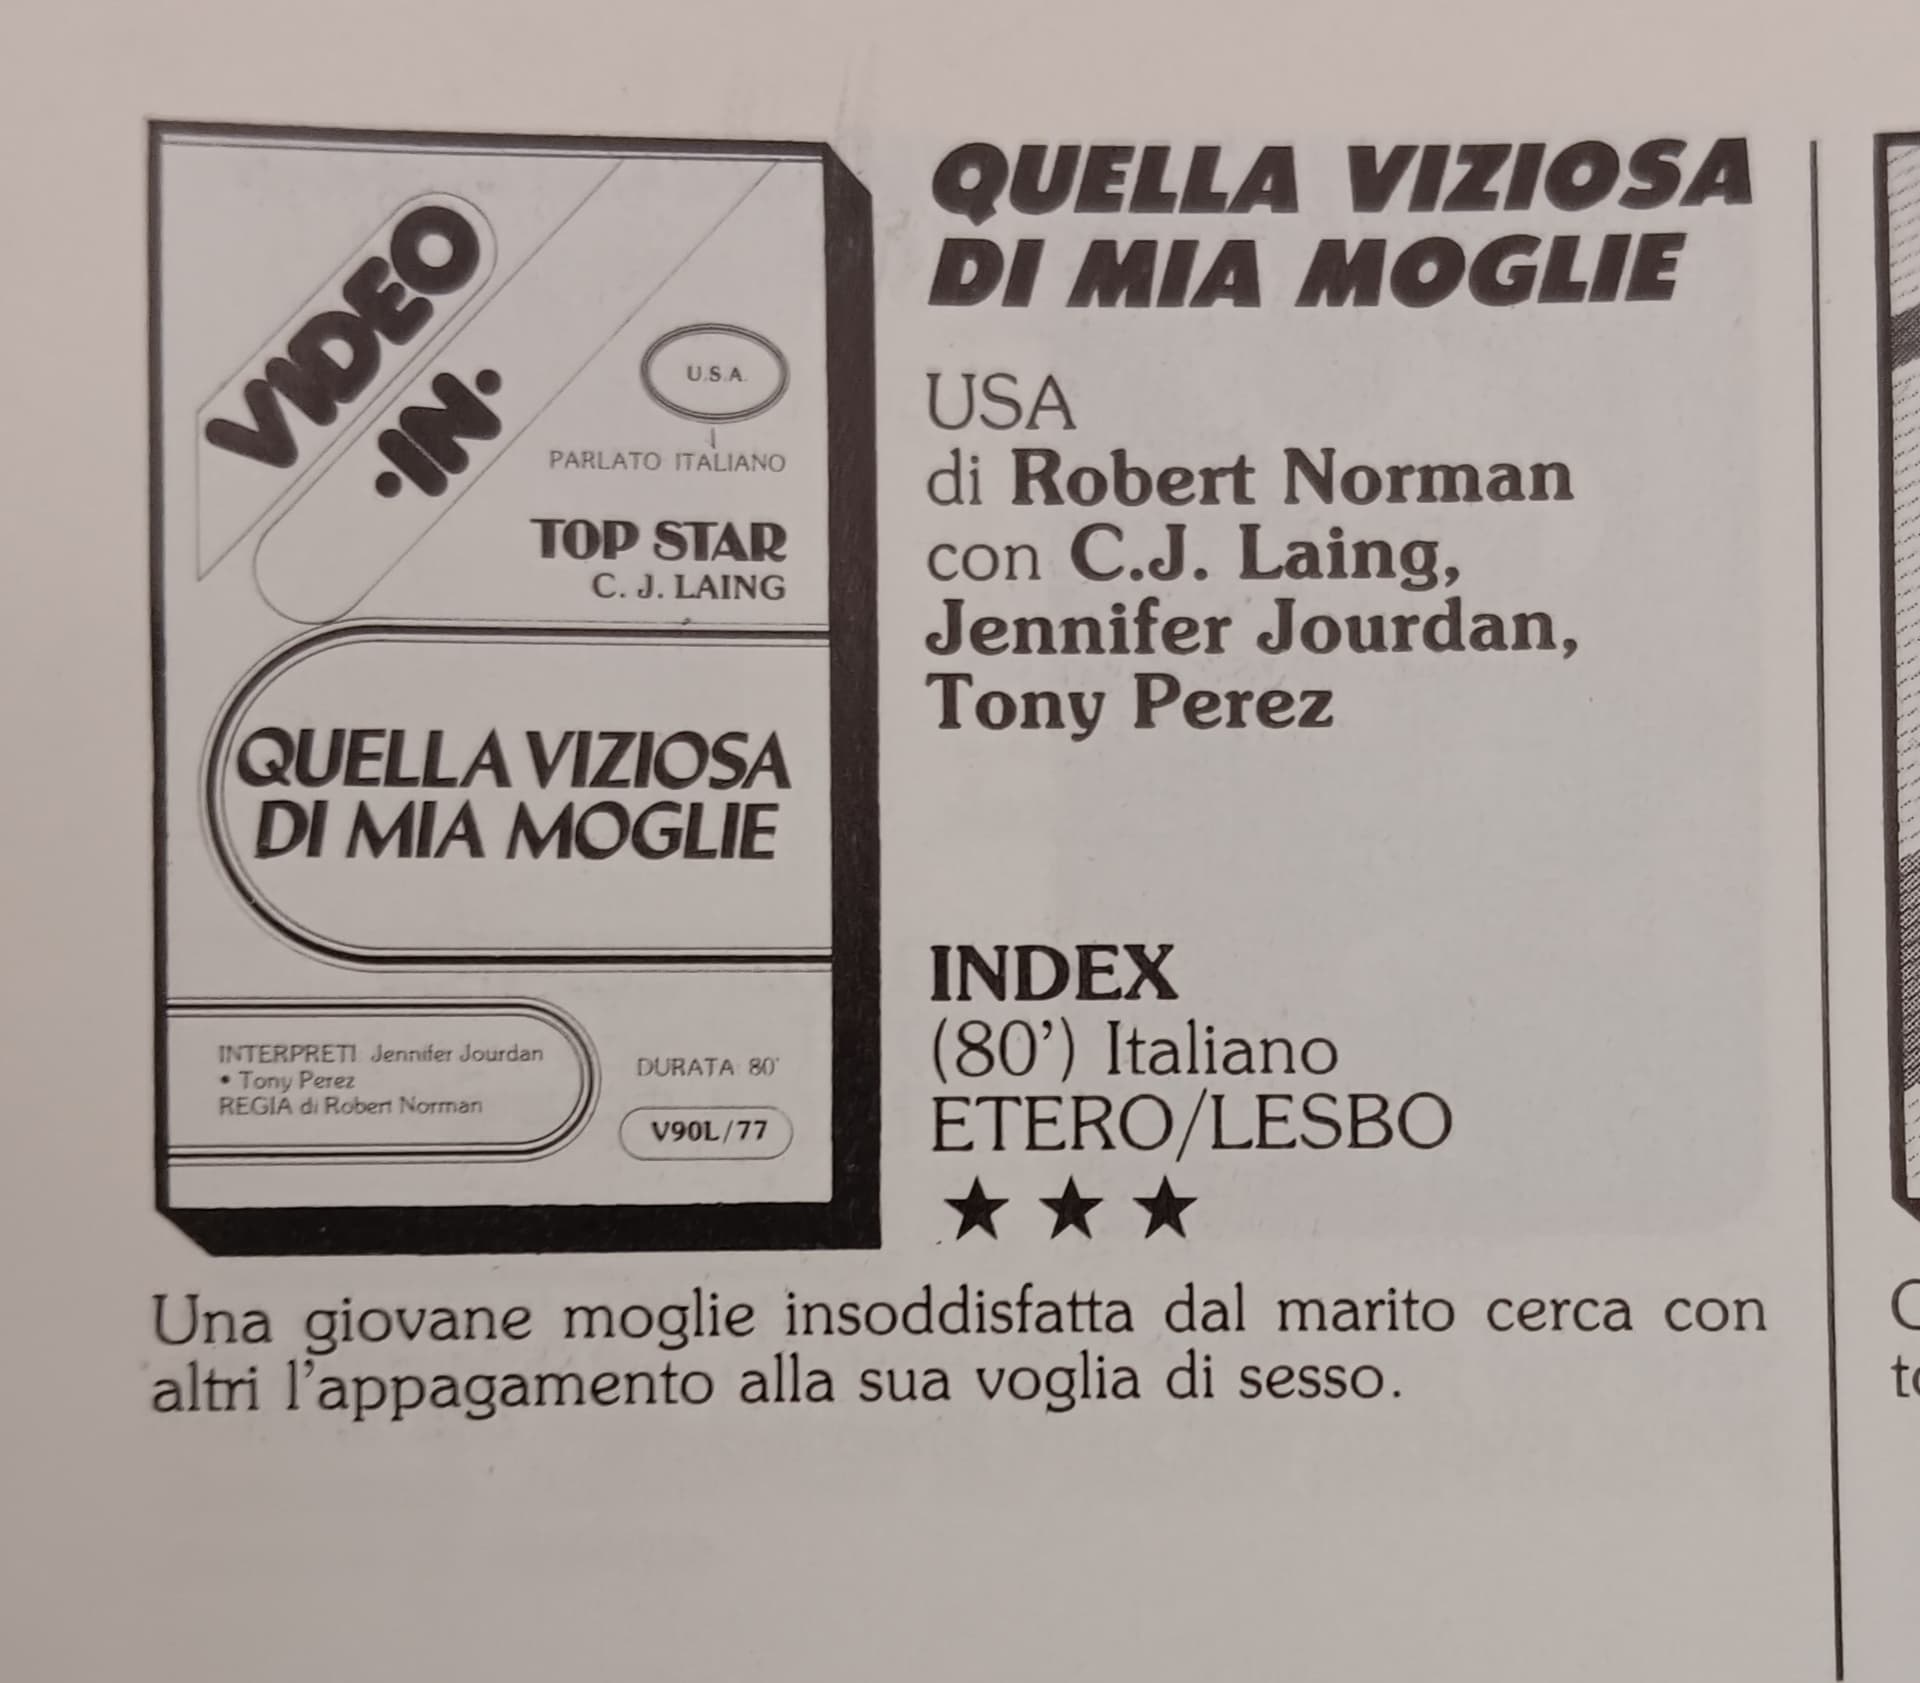 VIDEO
·IN·
U.S.A.
PARLATO ITALIANO
TOP STAR
C. J. LAING
QUELLA VIZIOSA
DI MIA MOGLIE
INTERPRETI Jennifer Jourdan
• Tony Perez
REGIA di Robert Norman
DURATA 80'
V90L/77
QUELLA VIZIOSA
DI MIA MOGLIE
USA
di Robert Norman
con C.J. Laing,
Jennifer Jourdan,
Tony Perez
INDEX
(80') Italiano
ETERO/LESBO
★ ★ ★
Una giovane moglie insoddisfatta dal marito cerca con
altri l'appagamento alla sua voglia di sesso.